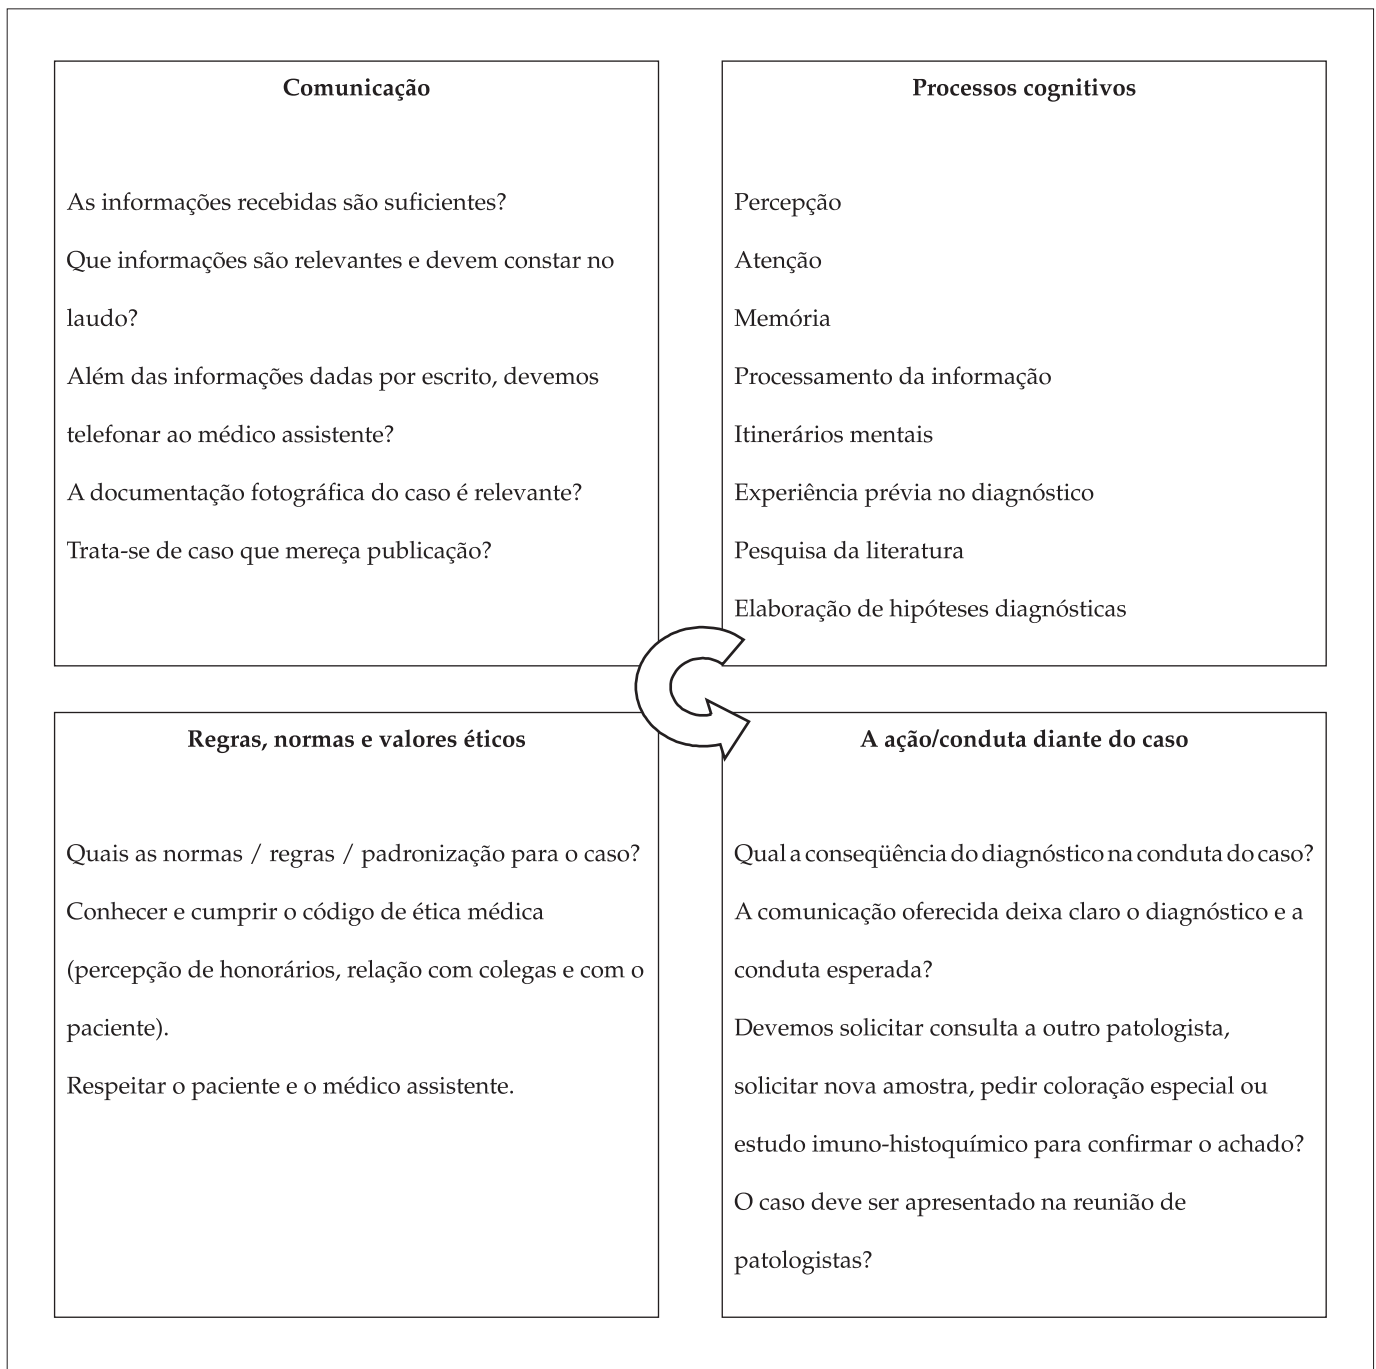 Comunicação
As informações recebidas são suficientes?
Que informações são relevantes e devem constar no
laudo?
Além das informações dadas por escrito, devemos
telefonar ao médico assistente?
A documentação fotográfica do caso é relevante?
Trata-se de caso que mereça publicação?
Processos cognitivos
Percepção
Atenção
Memória
Processamento da informação
Itinerários mentais
Experiência prévia no diagnóstico
Pesquisa da literatura
Elaboração de hipóteses diagnósticas
Regras, normas e valores éticos
Quais as normas / regras / padronização para o caso?
Conhecer e cumprir o código de ética médica
(percepção de honorários, relação com colegas e com o
paciente).
Respeitar o paciente e o médico assistente.
A ação/conduta diante do caso
Qual a conseqüência do diagnóstico na conduta do caso?
A comunicação oferecida deixa claro o diagnóstico e a
conduta esperada?
Devemos solicitar consulta a outro patologista,
solicitar nova amostra, pedir coloração especial ou
estudo imuno-histoquímico para confirmar o achado?
O caso deve ser apresentado na reunião de
patologistas?